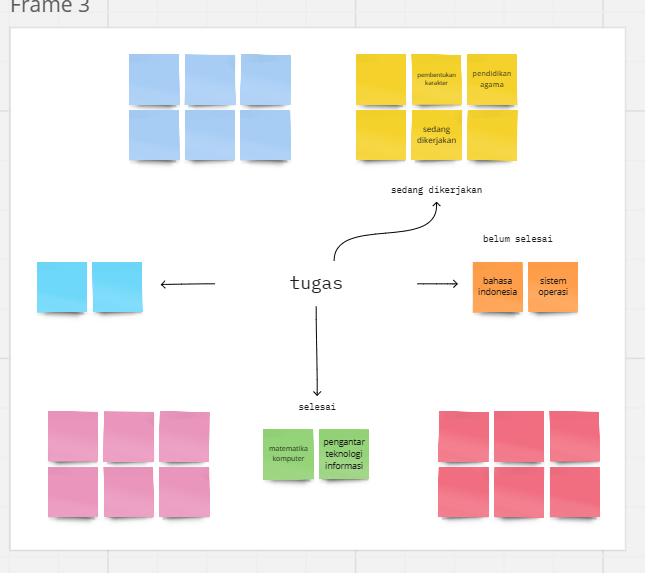 Frame 3
pembentukan
karakter
pendidikan
agama
sedang
dikerjakan
sedang dikerjakan
belum selesai
tugas
bahasa
indonesia
sistem
operasi
selesai
matematika
komputer
pengantar
teknologi
informasi